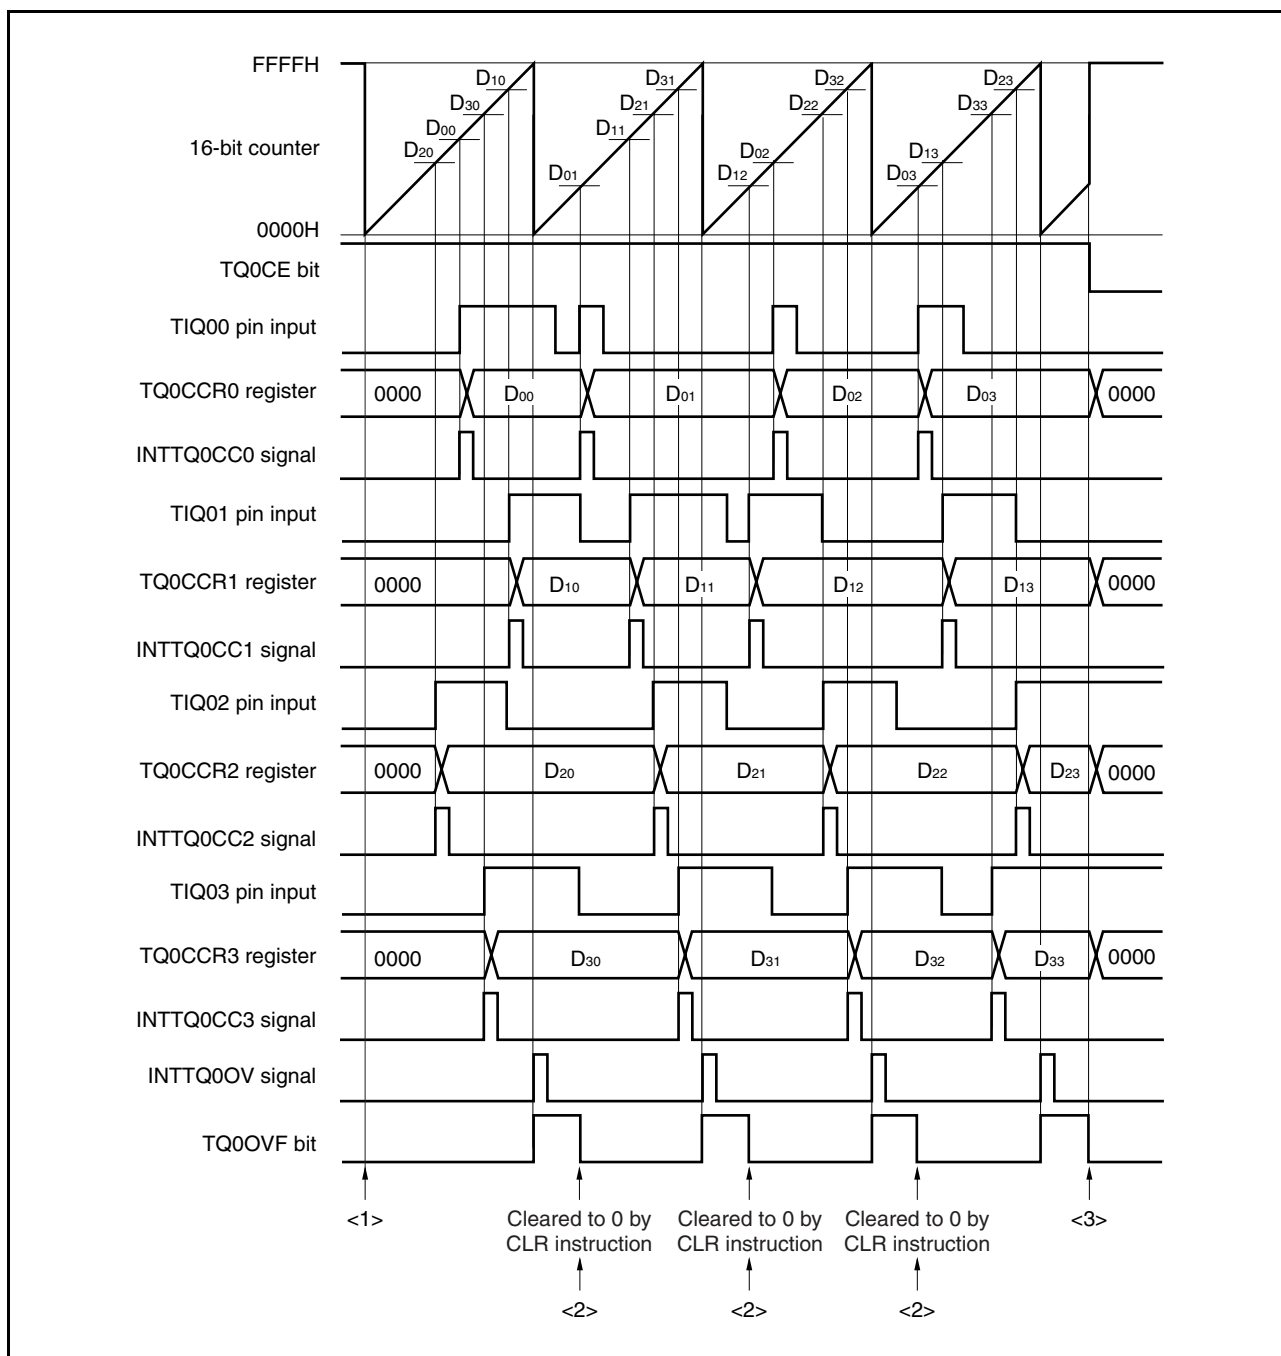 FFFFH
D10
D31
D32
D23
D30
D21
D22
D33
16-bit counter
D00
D11
D02
D13
D20
D01
D12
D03
0000H
TQ0CE bit
TIQ00 pin input
TQ0CCR0 register
0000
D00
D01
D02
D03
0000
INTTQ0CC0 signal
TIQ01 pin input
TQ0CCR1 register
0000
D10
D11
D12
D13
0000
INTTQ0CC1 signal
TIQ02 pin input
TQ0CCR2 register
0000
D20
D21
D22
D23
0000
INTTQ0CC2 signal
TIQ03 pin input
TQ0CCR3 register
0000
D30
D31
D32
D33
0000
INTTQ0CC3 signal
INTTQ0OV signal
TQ0OVF bit
<1>
Cleared to 0 by
CLR instruction
Cleared to 0 by
CLR instruction
Cleared to 0 by
CLR instruction
<3>
<2>
<2>
<2>